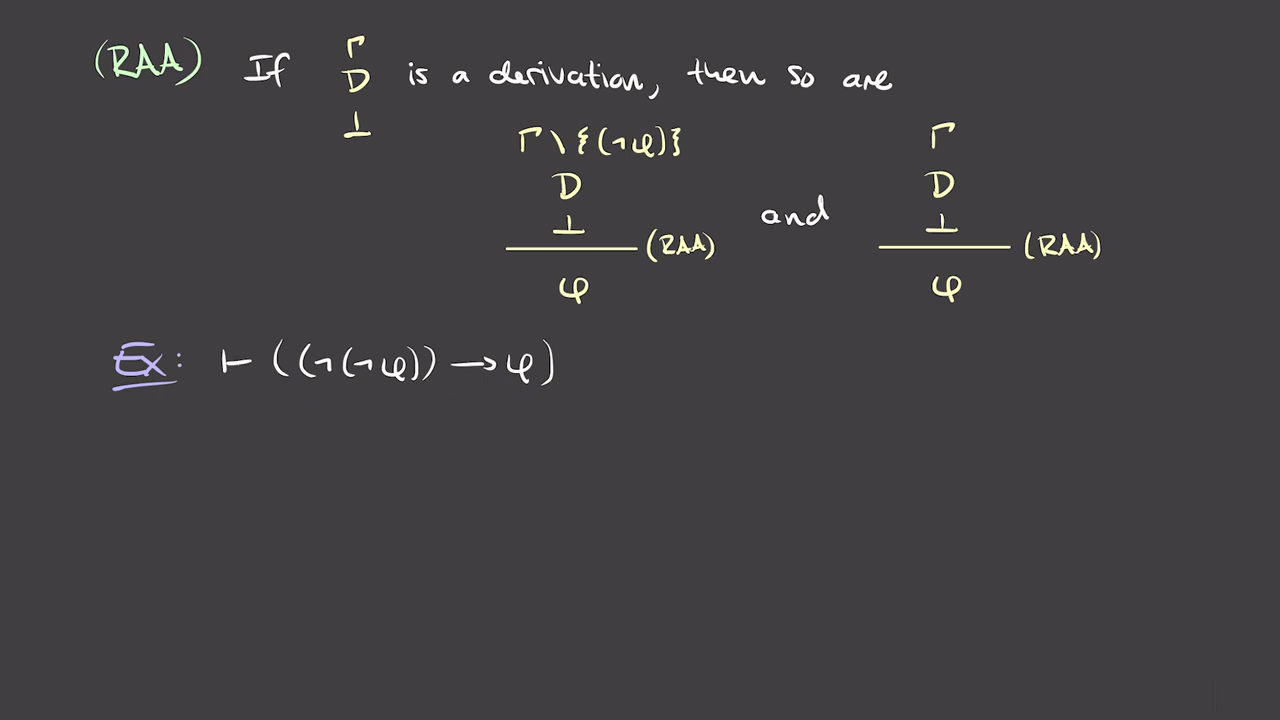 (RAA) If Γ is a derivation, then so are
D
⊥
Γ \ {(¬φ)} Γ
D D
⊥ and ⊥
(RAA) (RAA)
φ φ
Ex: ⊢ ((¬(¬φ)) → φ)